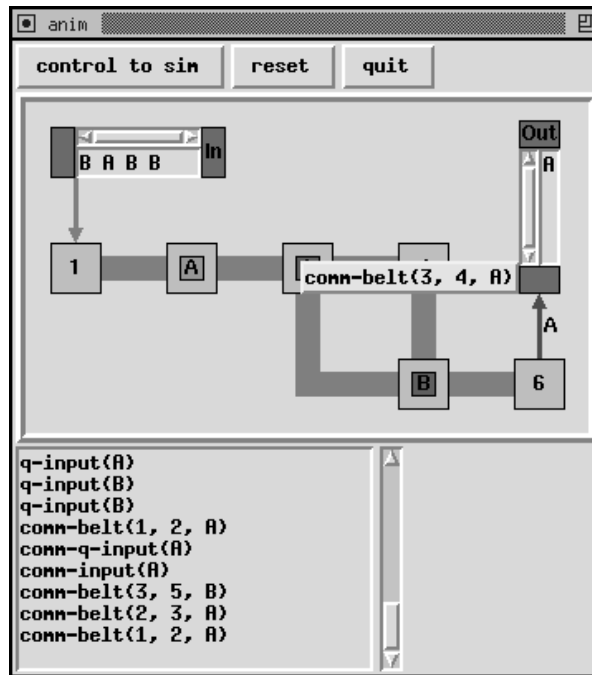 anim
control to sim reset quit
Out
B A B B In A
1 A
comm-belt(3, 4, A)
A
B 6
q-input(A)
q-input(B)
q-input(B)
comm-belt(1, 2, A)
comm-q-input(A)
comm-input(A)
comm-belt(3, 5, B)
comm-belt(2, 3, A)
comm-belt(1, 2, A)